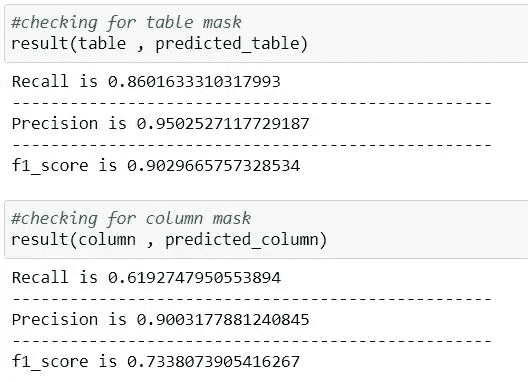 #checking for table mask
result(table , predicted_table)
Recall is 0.8601633310317993
--------------------------------------------------
Precision is 0.9502527117729187
--------------------------------------------------
f1_score is 0.9029665757328534
#checking for column mask
result(column , predicted_column)
Recall is 0.6192747950553894
--------------------------------------------------
Precision is 0.9003177881240845
--------------------------------------------------
f1_score is 0.7338073905416267